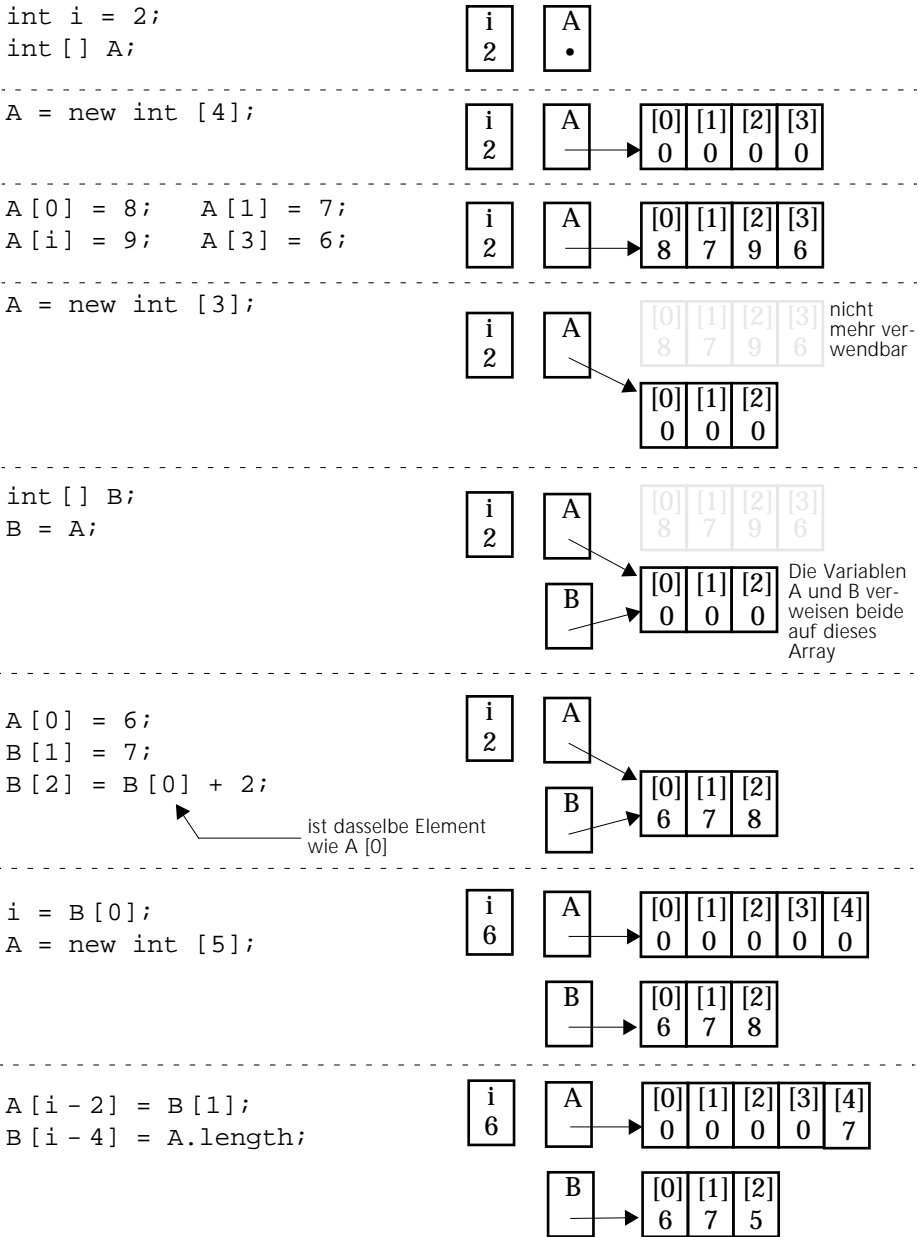 int i = 2;
int [] A;
i A
2 •
A = new int [4];
i A [0] [1] [2] [3]
2 0 0 0 0
A [0] = 8; A [1] = 7;
A [i] = 9; A [3] = 6;
i A [0] [1] [2] [3]
2 8 7 9 6
A = new int [3];
i A [0] [1] [2] [3]
2 8 7 9 6
nicht
mehr ver-
wendbar
[0] [1] [2]
0 0 0
int [] B;
B = A;
i A [0] [1] [2] [3]
2 8 7 9 6
B [0] [1] [2]
0 0 0
Die Variablen
A und B ver-
weisen beide
auf dieses
Array
A [0] = 6;
B [1] = 7;
B [2] = B [0] + 2;
ist dasselbe Element
wie A [0]
i A
2
B [0] [1] [2]
6 7 8
i = B [0];
A = new int [5];
i A [0] [1] [2] [3] [4]
6 0 0 0 0 0
B [0] [1] [2]
6 7 8
A [i - 2] = B [1];
B [i - 4] = A.length;
i A [0] [1] [2] [3] [4]
6 0 0 0 0 7
B [0] [1] [2]
6 7 5